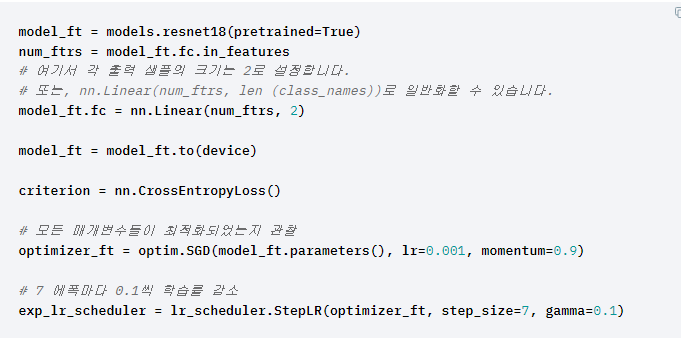 model_ft = models.resnet18(pretrained=True)
num_ftrs = model_ft.fc.in_features
# 여기서 각 출력 샘플의 크기는 2로 설정합니다.
# 또는, nn.Linear(num_ftrs, len (class_names))로 일반화할 수 있습니다.
model_ft.fc = nn.Linear(num_ftrs, 2)
model_ft = model_ft.to(device)
criterion = nn.CrossEntropyLoss()
# 모든 매개변수들이 최적화되었는지 관찰
optimizer_ft = optim.SGD(model_ft.parameters(), lr=0.001, momentum=0.9)
# 7 에폭마다 0.1씩 학습률 감소
exp_lr_scheduler = lr_scheduler.StepLR(optimizer_ft, step_size=7, gamma=0.1)